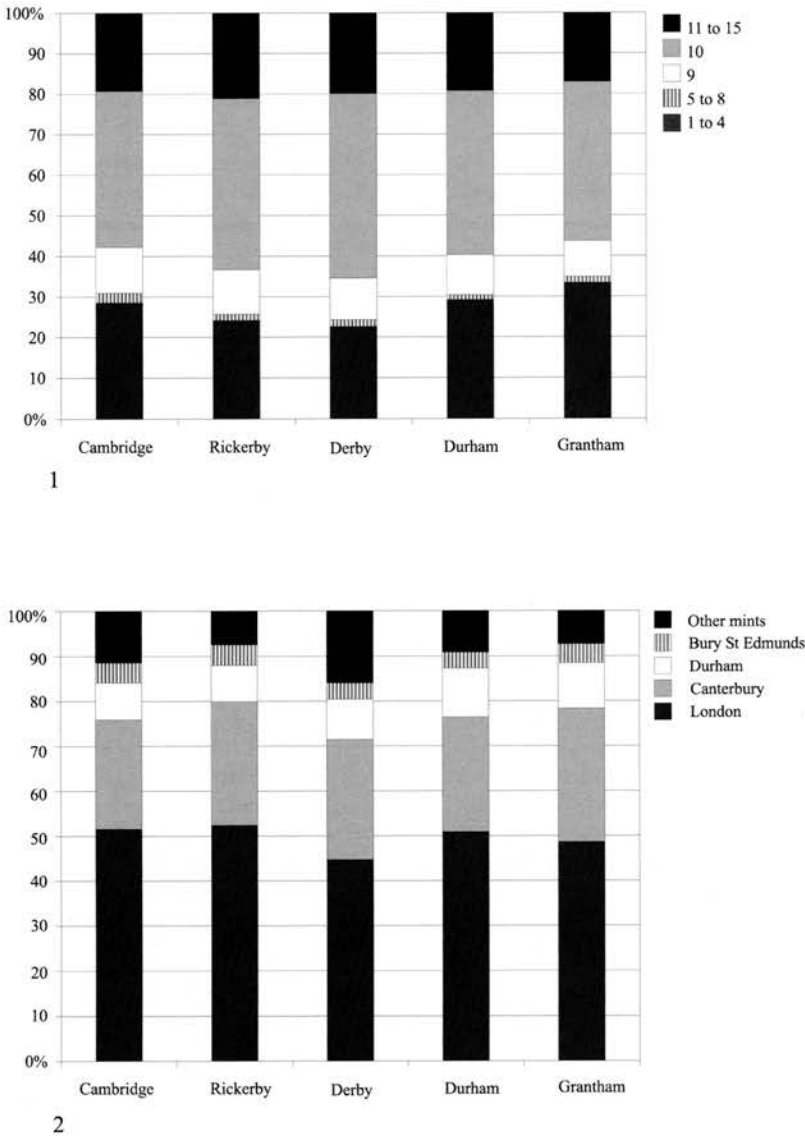 100%
90
80
70
60
50
40
30
20
10
0%
11 to 15
10
9
5 to 8
1 to 4
Cambridge Rickerby Derby Durham Grantham
1
100%
90
80
70
60
50
40
30
20
10
0%
Other mints
Bury St Edmunds
Durham
Canterbury
London
Cambridge Rickerby Derby Durham Grantham
2